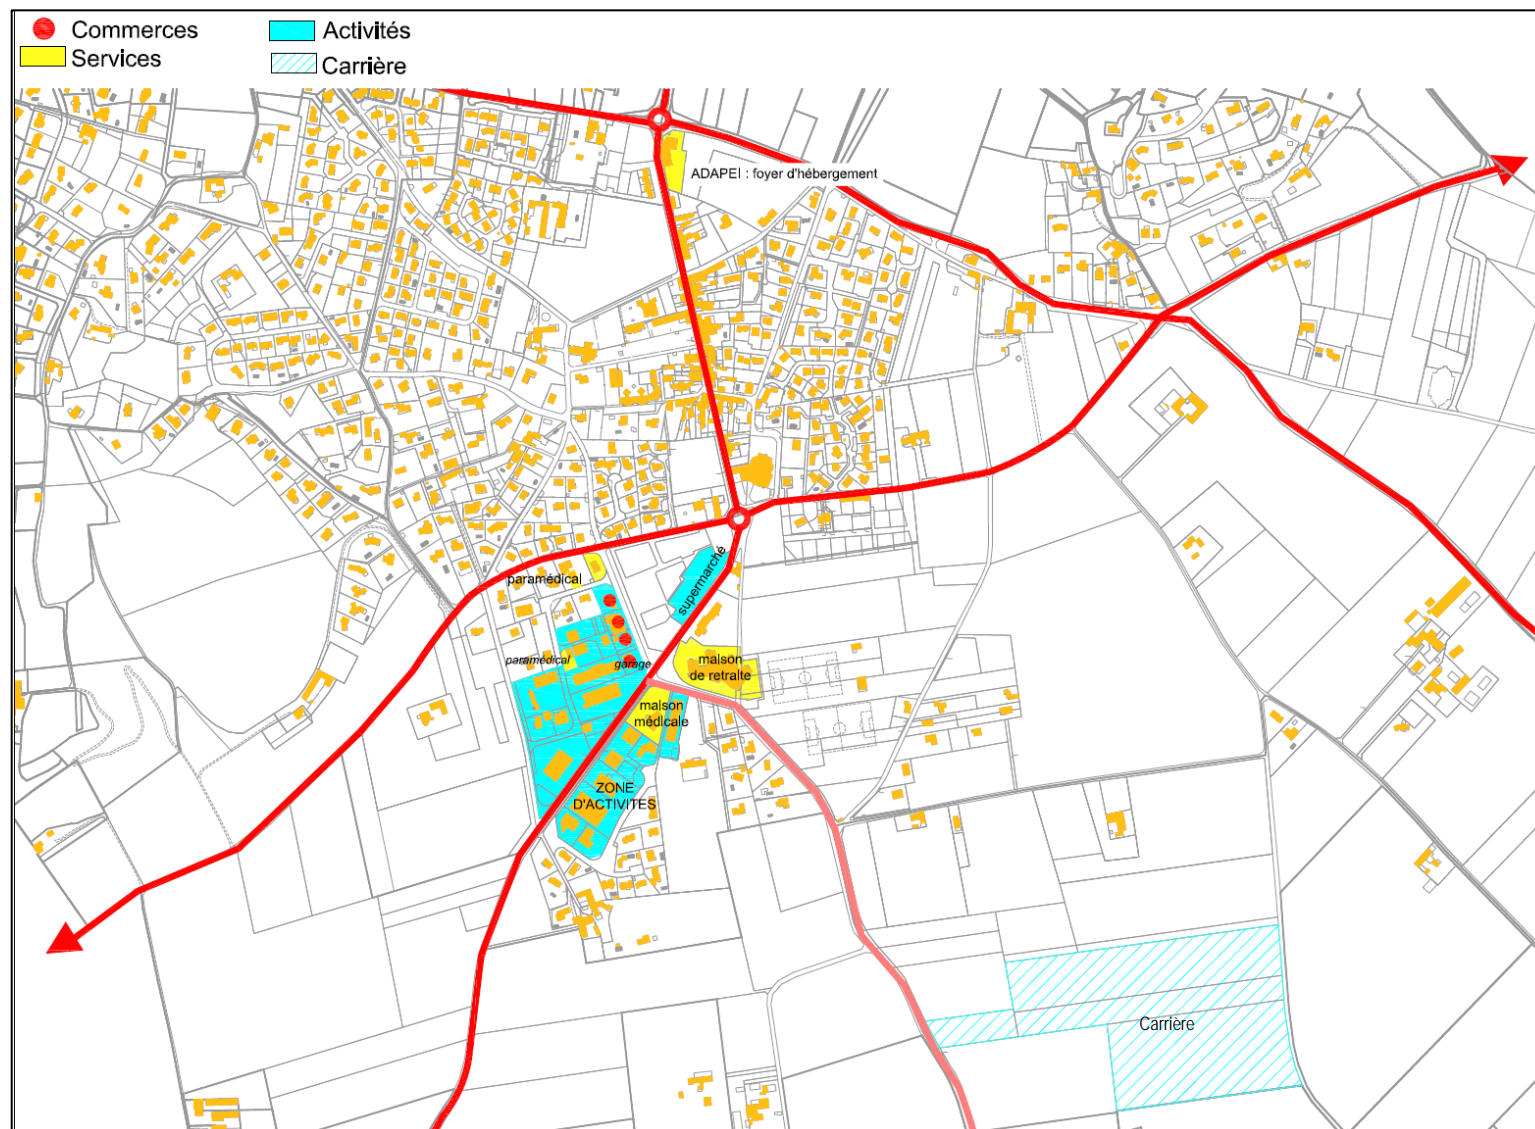 Commerces
Activités
Services
Carrière
ADAPEI : foyer d'hébergement
supermarché
paramédical
paramédical
garage
maison
de retraite
maison
médicale
ZONE
D'ACTIVITES
Carrière